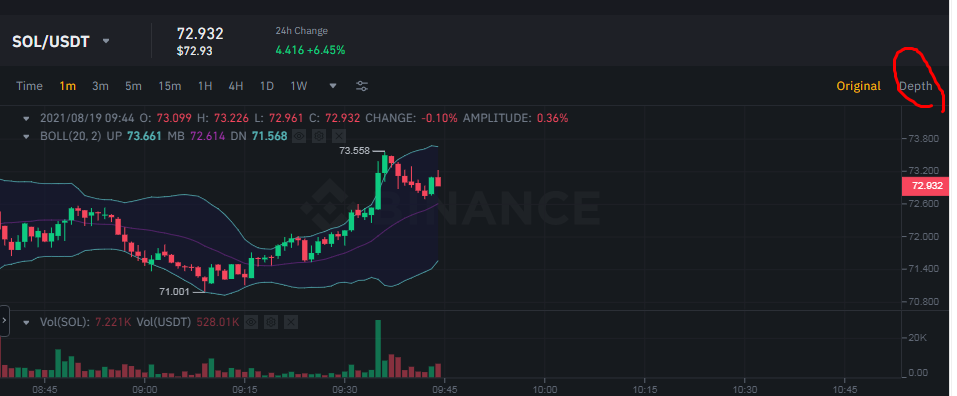 SOL/USDT
72.932
$72.93
24h Change
4.416 +6.45%
Time 1m 3m 5m 15m 1H 4H 1D 1W
Original Depth
2021/08/19 09:44 O: 73.099 H: 73.226 L: 72.961 C: 72.932 CHANGE: -0.10% AMPLITUDE: 0.36%
BOLL(20, 2) UP 73.661 MB 72.614 DN 71.568
73.800
73.558
73.200
72.932
72.600
BINANCE
72.000
71.400
71.001
70.800
Vol(SOL): 7.221K Vol(USDT) 528.01K
20K
0.00
08:45 09:00 09:15 09:30 09:45 10:00 10:15 10:30 10:45